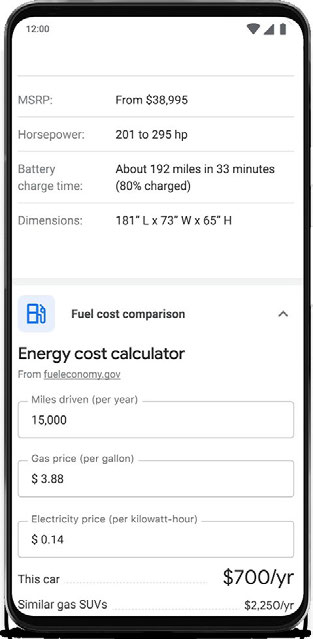 12:00
MSRP: From $38,995
Horsepower: 201 to 295 hp
Battery About 192 miles in 33 minutes
charge time: (80% charged)
Dimensions: 181" L x 73" W x 65" H
Fuel cost comparison
Energy cost calculator
From fueleconomy.gov
Miles driven (per year)
15,000
Gas price (per gallon)
$ 3.88
Electricity price (per kilowatt-hour)
$ 0.14
This car $700/yr
Similar gas SUVs $2,250/yr